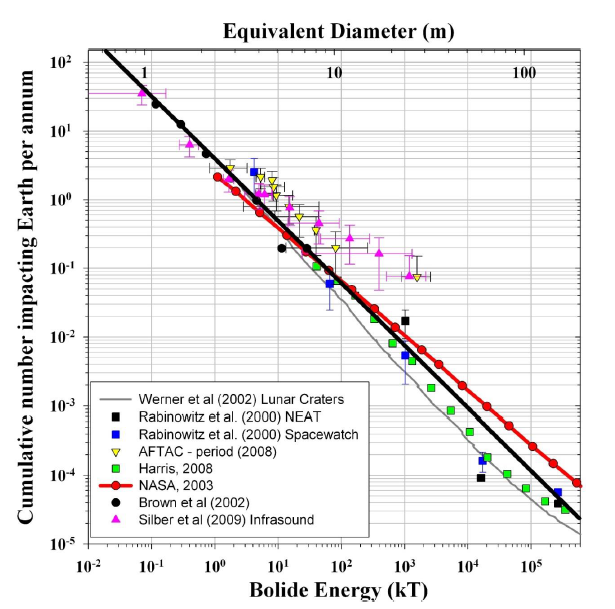 Equivalent Diameter (m)
1 10 100
Cumulative number impacting Earth per annum
10²
10¹
10⁰
10⁻¹
10⁻²
10⁻³
10⁻⁴
10⁻⁵
Werner et al (2002) Lunar Craters
Rabinowitz et al. (2000) NEAT
Rabinowitz et al. (2000) Spacewatch
AFTAC - period (2008)
Harris, 2008
NASA, 2003
Brown et al (2002)
Silber et al (2009) Infrasound
10⁻² 10⁻¹ 10⁰ 10¹ 10² 10³ 10⁴ 10⁵
Bolide Energy (kT)